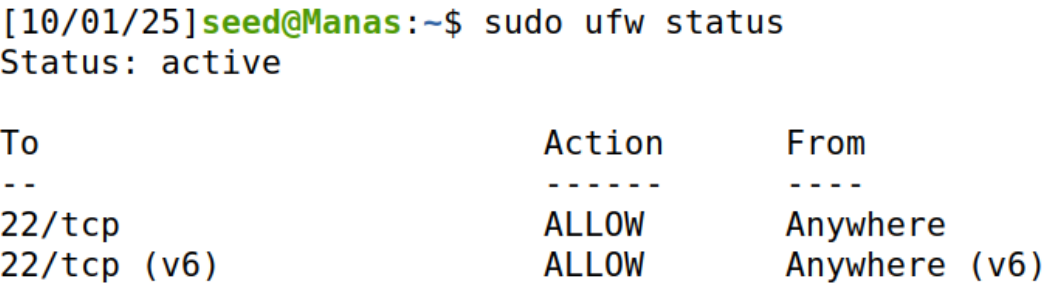 [10/01/25]seed@Manas:~$ sudo ufw status
Status: active
To                         Action      From
--                         ------      ----
22/tcp                     ALLOW       Anywhere
22/tcp (v6)                ALLOW       Anywhere (v6)